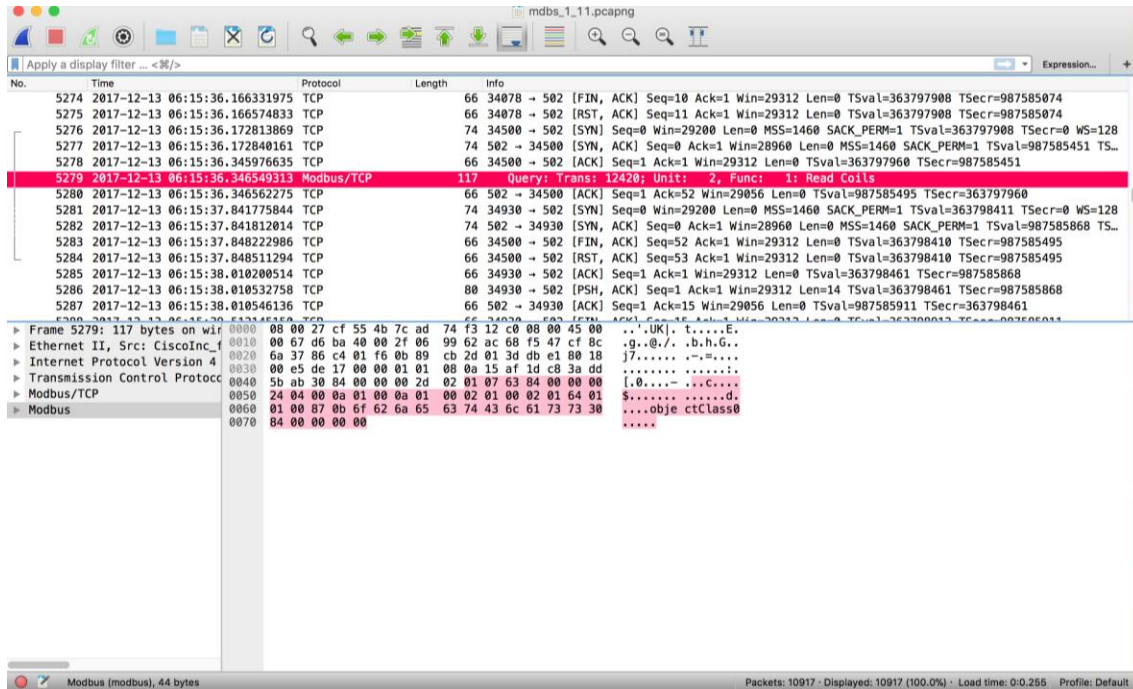 mdbs_1_11.pcapng
Apply a display filter ... <⌘/>
Expression... +
No. Time Protocol Length Info
5274 2017-12-13 06:15:36.166331975 TCP 66 34078 → 502 [FIN, ACK] Seq=10 Ack=1 Win=29312 Len=0 TSval=363797908 TSecr=987585074
5275 2017-12-13 06:15:36.166574833 TCP 66 34078 → 502 [RST, ACK] Seq=11 Ack=1 Win=29312 Len=0 TSval=363797908 TSecr=987585074
5276 2017-12-13 06:15:36.172813869 TCP 74 34500 → 502 [SYN] Seq=0 Win=29200 Len=0 MSS=1460 SACK_PERM=1 TSval=363797908 TSecr=0 WS=128
5277 2017-12-13 06:15:36.172840161 TCP 74 502 → 34500 [SYN, ACK] Seq=0 Ack=1 Win=28960 Len=0 MSS=1460 SACK_PERM=1 TSval=987585451 TS…
5278 2017-12-13 06:15:36.345976635 TCP 66 34500 → 502 [ACK] Seq=1 Ack=1 Win=29312 Len=0 TSval=363797960 TSecr=987585451
5279 2017-12-13 06:15:36.346549313 Modbus/TCP 117 Query: Trans: 12420; Unit: 2, Func: 1: Read Coils
5280 2017-12-13 06:15:36.346562275 TCP 66 502 → 34500 [ACK] Seq=1 Ack=52 Win=29056 Len=0 TSval=987585495 TSecr=363797960
5281 2017-12-13 06:15:37.841775844 TCP 74 34930 → 502 [SYN] Seq=0 Win=29200 Len=0 MSS=1460 SACK_PERM=1 TSval=363798411 TSecr=0 WS=128
5282 2017-12-13 06:15:37.841812014 TCP 74 502 → 34930 [SYN, ACK] Seq=0 Ack=1 Win=28960 Len=0 MSS=1460 SACK_PERM=1 TSval=987585868 TS…
5283 2017-12-13 06:15:37.848222986 TCP 66 34500 → 502 [FIN, ACK] Seq=52 Ack=1 Win=29312 Len=0 TSval=363798410 TSecr=987585495
5284 2017-12-13 06:15:37.848511294 TCP 66 34500 → 502 [RST, ACK] Seq=53 Ack=1 Win=29312 Len=0 TSval=363798410 TSecr=987585495
5285 2017-12-13 06:15:38.010200514 TCP 66 34930 → 502 [ACK] Seq=1 Ack=1 Win=29312 Len=0 TSval=363798461 TSecr=987585868
5286 2017-12-13 06:15:38.010532758 TCP 80 34930 → 502 [PSH, ACK] Seq=1 Ack=1 Win=29312 Len=14 TSval=363798461 TSecr=987585868
5287 2017-12-13 06:15:38.010546136 TCP 66 502 → 34930 [ACK] Seq=1 Ack=15 Win=29056 Len=0 TSval=987585911 TSecr=363798461
Frame 5279: 117 bytes on wir
Ethernet II, Src: CiscoInc_f
Internet Protocol Version 4
Transmission Control Protoc
Modbus/TCP
Modbus
0000 08 00 27 cf 55 4b 7c ad 74 f3 12 c0 08 00 45 00 ..'.UK|. t.....E.
0010 00 67 d6 ba 40 00 2f 06 99 62 ac 68 f5 47 cf 8c .g..@./. .b.h.G..
0020 6a 37 86 c4 01 f6 0b 89 cb 2d 01 3d db e1 80 18 j7...... .-.=....
0030 00 e5 de 17 00 00 01 01 08 0a 15 af 1d c8 3a dd ........ ......:.
0040 5b ab 30 84 00 00 00 2d 02 01 07 63 84 00 00 00 [.0....- ...c....
0050 24 04 00 0a 01 00 0a 01 00 02 01 00 02 01 64 01 $....... ......d.
0060 01 00 87 0b 6f 62 6a 65 63 74 43 6c 61 73 73 30 ....obje ctClass0
0070 84 00 00 00 00 .....
Modbus (modbus), 44 bytes
Packets: 10917 · Displayed: 10917 (100.0%) · Load time: 0:0.255 Profile: Default